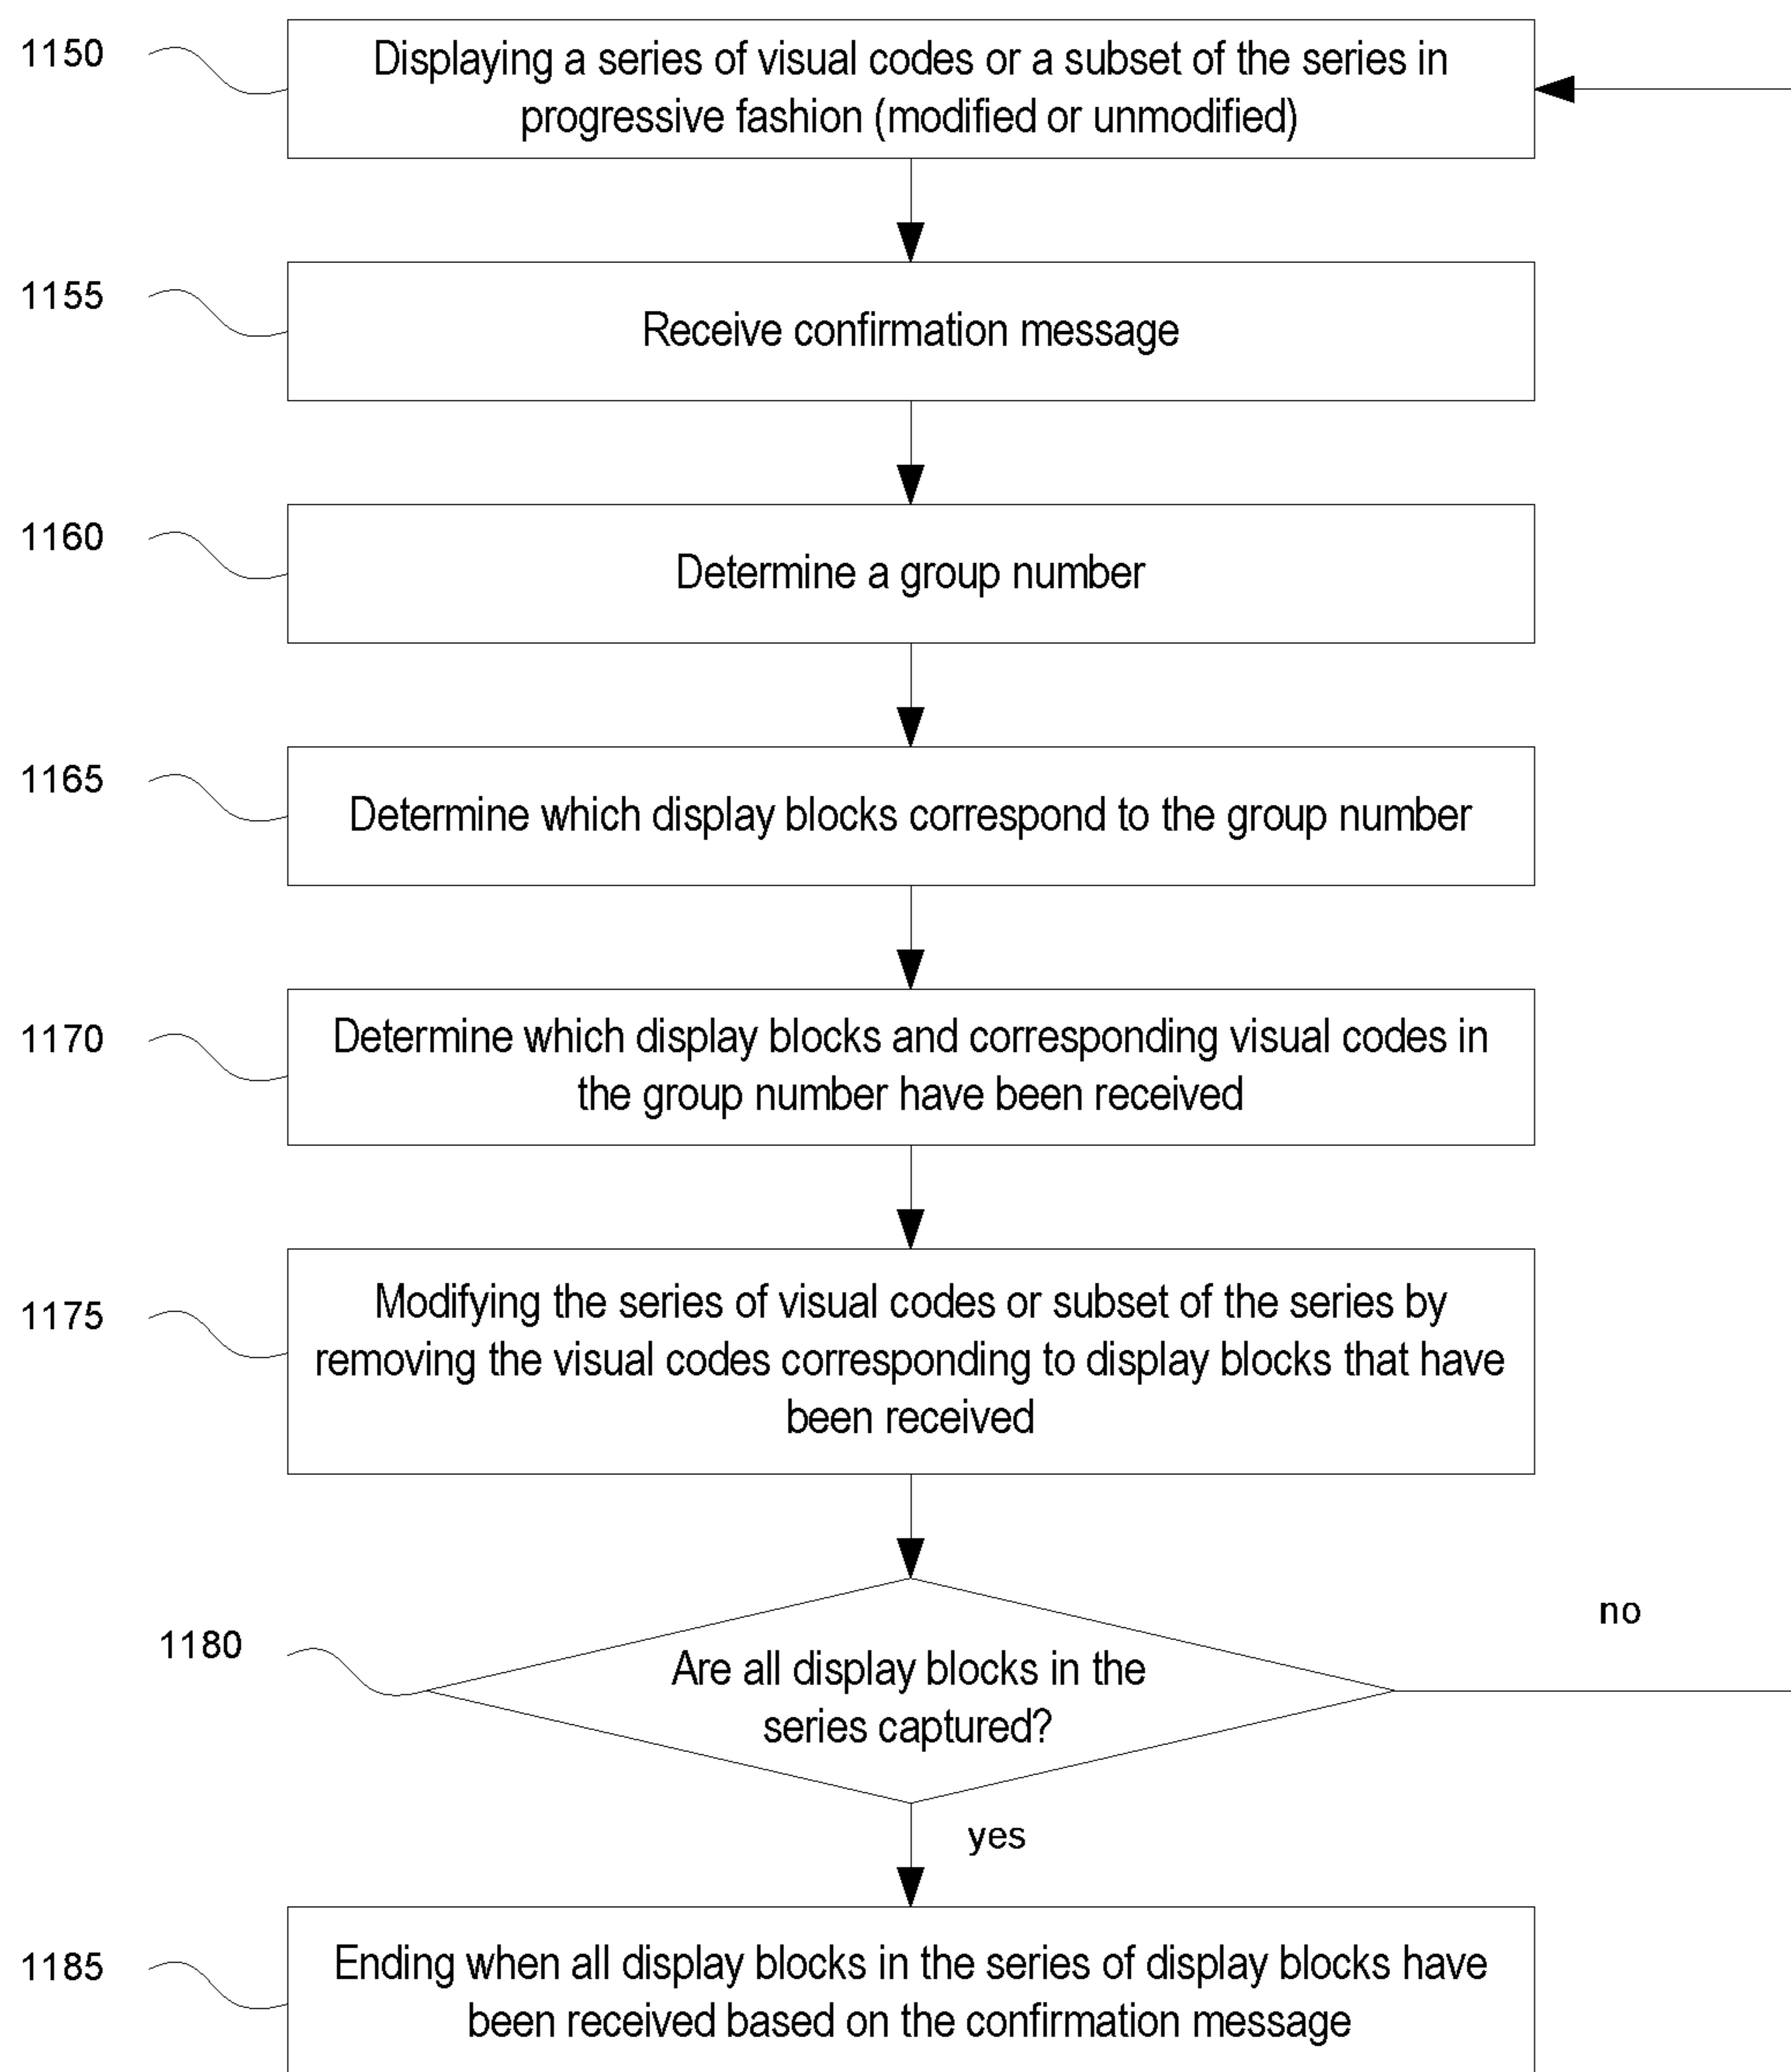 1150
Displaying a series of visual codes or a subset of the series in
progressive fashion (modified or unmodified)
1155
Receive confirmation message
1160
Determine a group number
1165
Determine which display blocks correspond to the group number
1170
Determine which display blocks and corresponding visual codes in
the group number have been received
1175
Modifying the series of visual codes or subset of the series by
removing the visual codes corresponding to display blocks that have
been received
1180
Are all display blocks in the
series captured?
no
yes
1185
Ending when all display blocks in the series of display blocks have
been received based on the confirmation message